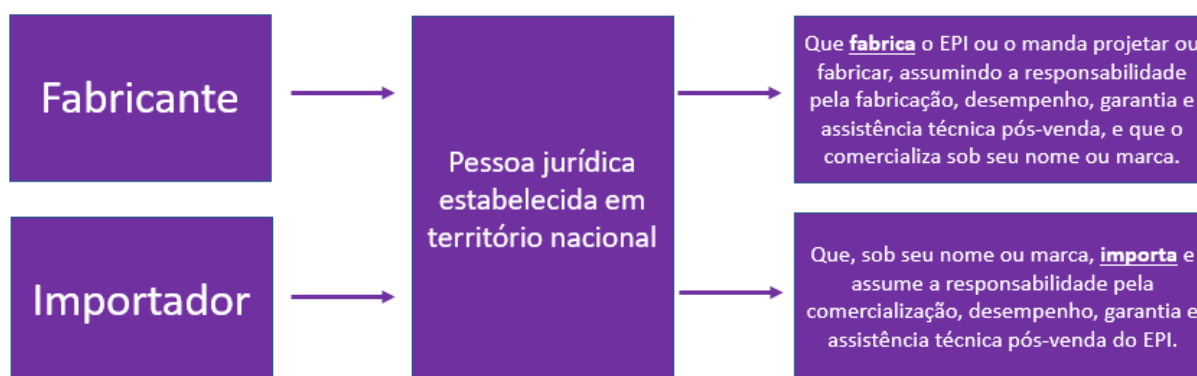 Fabricante
Importador
Pessoa jurídica
estabelecida em
território nacional
Que fabrica o EPI ou o manda projetar ou
fabricar, assumindo a responsabilidade
pela fabricação, desempenho, garantia e
assistência técnica pós-venda, e que o
comercializa sob seu nome ou marca.
Que, sob seu nome ou marca, importa e
assume a responsabilidade pela
comercialização, desempenho, garantia e
assistência técnica pós-venda do EPI.